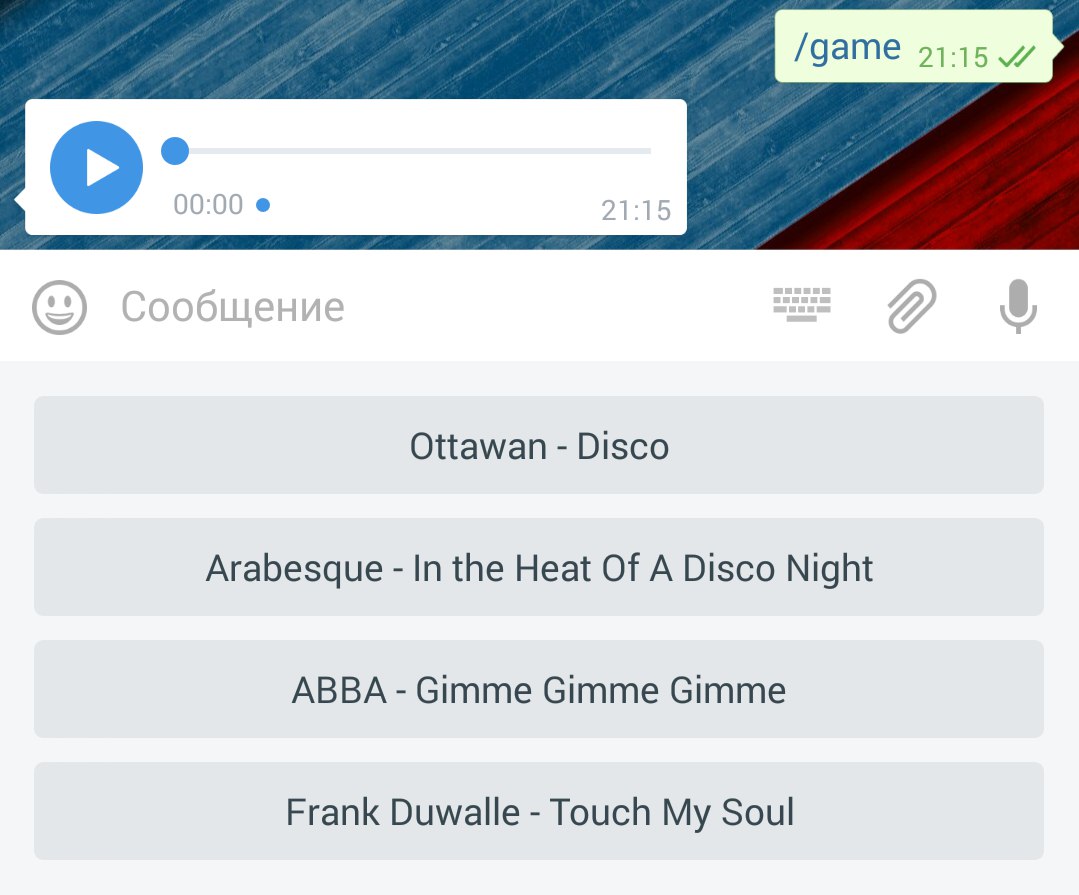 /game 21:15
00:00 21:15
Сообщение
Ottawan - Disco
Arabesque - In the Heat Of A Disco Night
ABBA - Gimme Gimme Gimme
Frank Duwalle - Touch My Soul